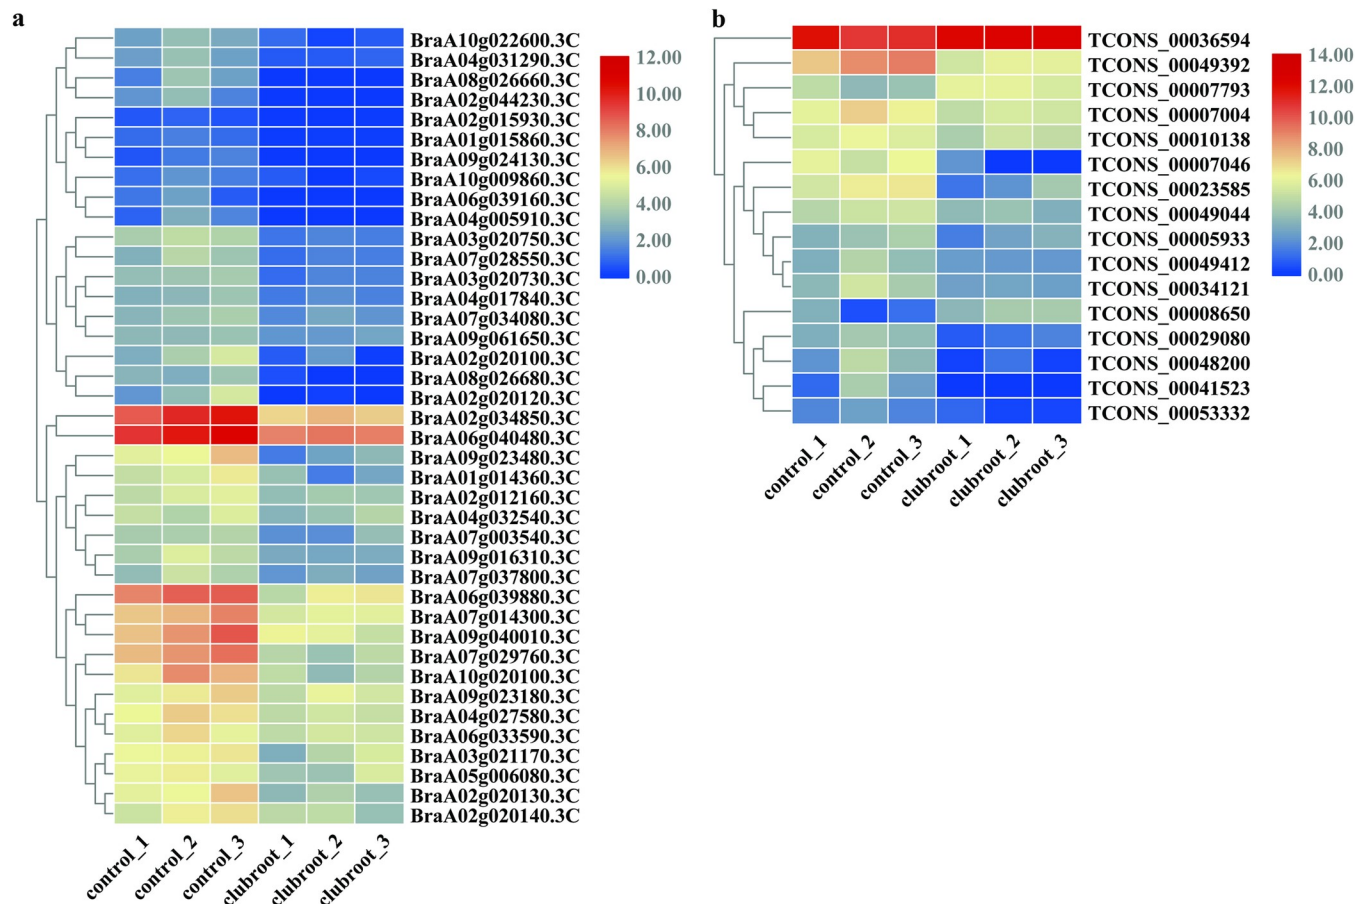 a
BraA10g022600.3C
BraA04g031290.3C
BraA08g026660.3C
BraA02g044230.3C
BraA02g015930.3C
BraA01g015860.3C
BraA09g024130.3C
BraA10g009860.3C
BraA06g039160.3C
BraA04g005910.3C
BraA03g020750.3C
BraA07g028550.3C
BraA03g020730.3C
BraA04g017840.3C
BraA07g034080.3C
BraA09g061650.3C
BraA02g020100.3C
BraA08g026680.3C
BraA02g020120.3C
BraA02g034850.3C
BraA06g040480.3C
BraA09g023480.3C
BraA01g014360.3C
BraA02g012160.3C
BraA04g032540.3C
BraA07g003540.3C
BraA09g016310.3C
BraA07g037800.3C
BraA06g039880.3C
BraA07g014300.3C
BraA09g040010.3C
BraA07g029760.3C
BraA10g020100.3C
BraA09g023180.3C
BraA04g027580.3C
BraA06g033590.3C
BraA03g021170.3C
BraA05g006080.3C
BraA02g020130.3C
BraA02g020140.3C
control_1
control_2
control_3
clubroot_1
clubroot_2
clubroot_3
12.00
10.00
8.00
6.00
4.00
2.00
0.00
b
TCONS_00036594
TCONS_00049392
TCONS_00007793
TCONS_00007004
TCONS_00010138
TCONS_00007046
TCONS_00023585
TCONS_00049044
TCONS_00005933
TCONS_00049412
TCONS_00034121
TCONS_00008650
TCONS_00029080
TCONS_00048200
TCONS_00041523
TCONS_00053332
control_1
control_2
control_3
clubroot_1
clubroot_2
clubroot_3
14.00
12.00
10.00
8.00
6.00
4.00
2.00
0.00